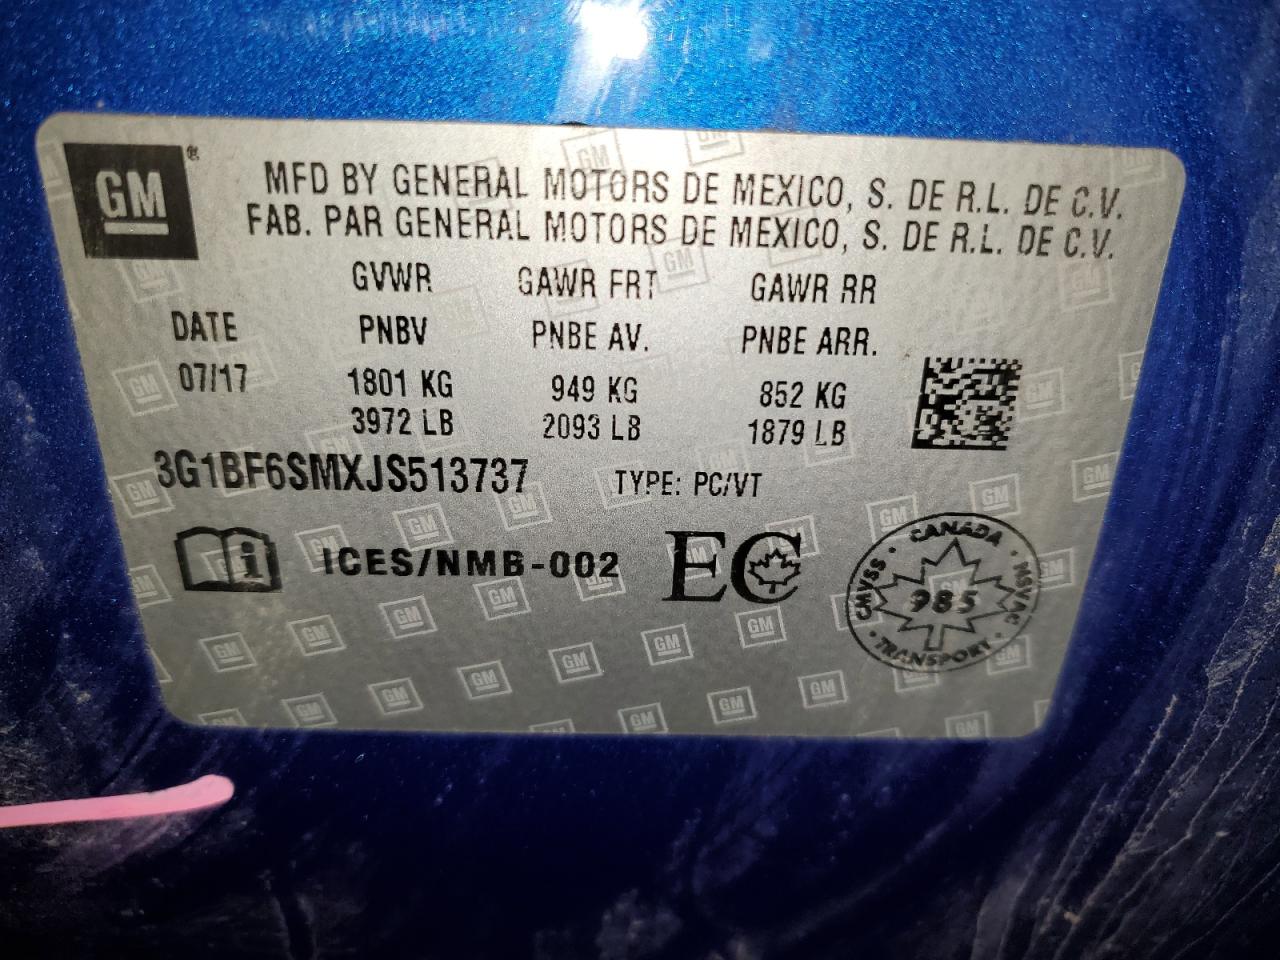 GM ®
MFD BY GENERAL MOTORS DE MEXICO, S. DE R.L. DE C.V.
FAB. PAR GENERAL MOTORS DE MEXICO, S. DE R.L. DE C.V.
GVWR GAWR FRT GAWR RR
DATE PNBV PNBE AV. PNBE ARR.
07/17 1801 KG 949 KG 852 KG
3972 LB 2093 LB 1879 LB
3G1BF6SMXJS513737 TYPE: PC/VT
i ICES/NMB-002 EC
CANADA
CMVSS 985 NSVAC
TRANSPORT